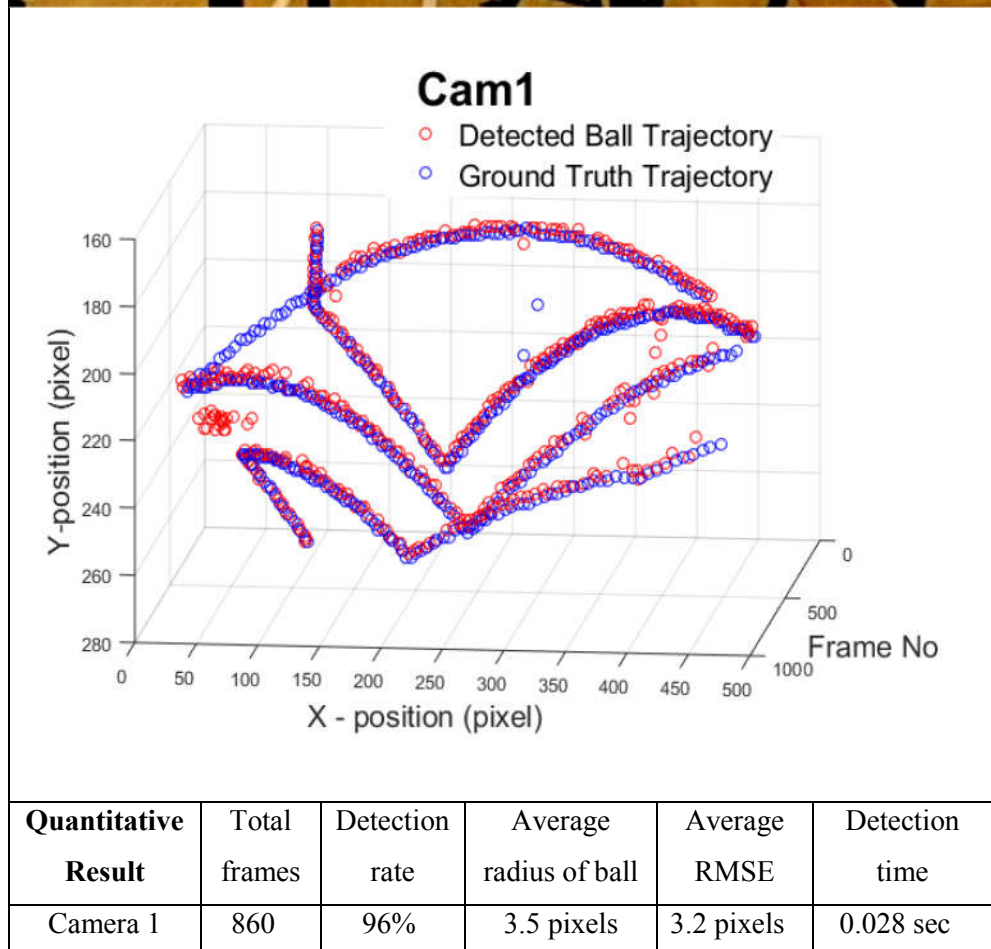 Cam1
Detected Ball Trajectory
Ground Truth Trajectory
160
180
200
220
240
260
280
Y-position (pixel)
0
50
100
150
200
250
300
350
400
450
500
X - position (pixel)
0
500
1000
Frame No
Quantitative Result
Total frames
Detection rate
Average radius of ball
Average RMSE
Detection time
Camera 1
860
96%
3.5 pixels
3.2 pixels
0.028 sec